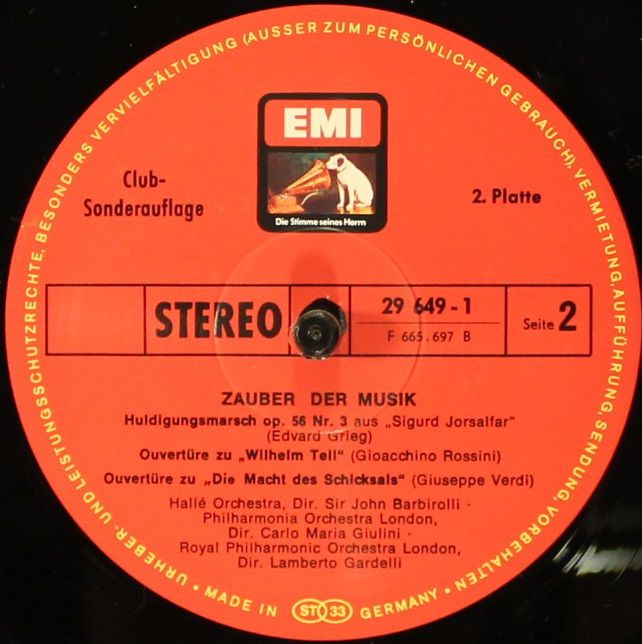 URHEBER- UND LEISTUNGSSCHUTZRECHTE, BESONDERS VERVIELFÄLTIGUNG (AUSSER ZUM PERSÖNLICHEN GEBRAUCH), VERMIETUNG, AUFFÜHRUNG, SENDUNG, VORBEHALTEN •
EMI
Die Stimme seines Herrn
Club-
Sonderauflage
2. Platte
STEREO
29 649 - 1
F 665.697 B
Seite 2
ZAUBER DER MUSIK
Huldigungsmarsch op. 56 Nr. 3 aus „Sigurd Jorsalfar"
(Edvard Grieg)
Ouvertüre zu „Wilhelm Tell" (Gioacchino Rossini)
Ouvertüre zu „Die Macht des Schicksals" (Giuseppe Verdi)
Hallé Orchestra, Dir. Sir John Barbirolli ·
Philharmonia Orchestra London,
Dir. Carlo Maria Giulini ·
Royal Philharmonic Orchestra London,
Dir. Lamberto Gardelli
• MADE IN ST 33 GERMANY •